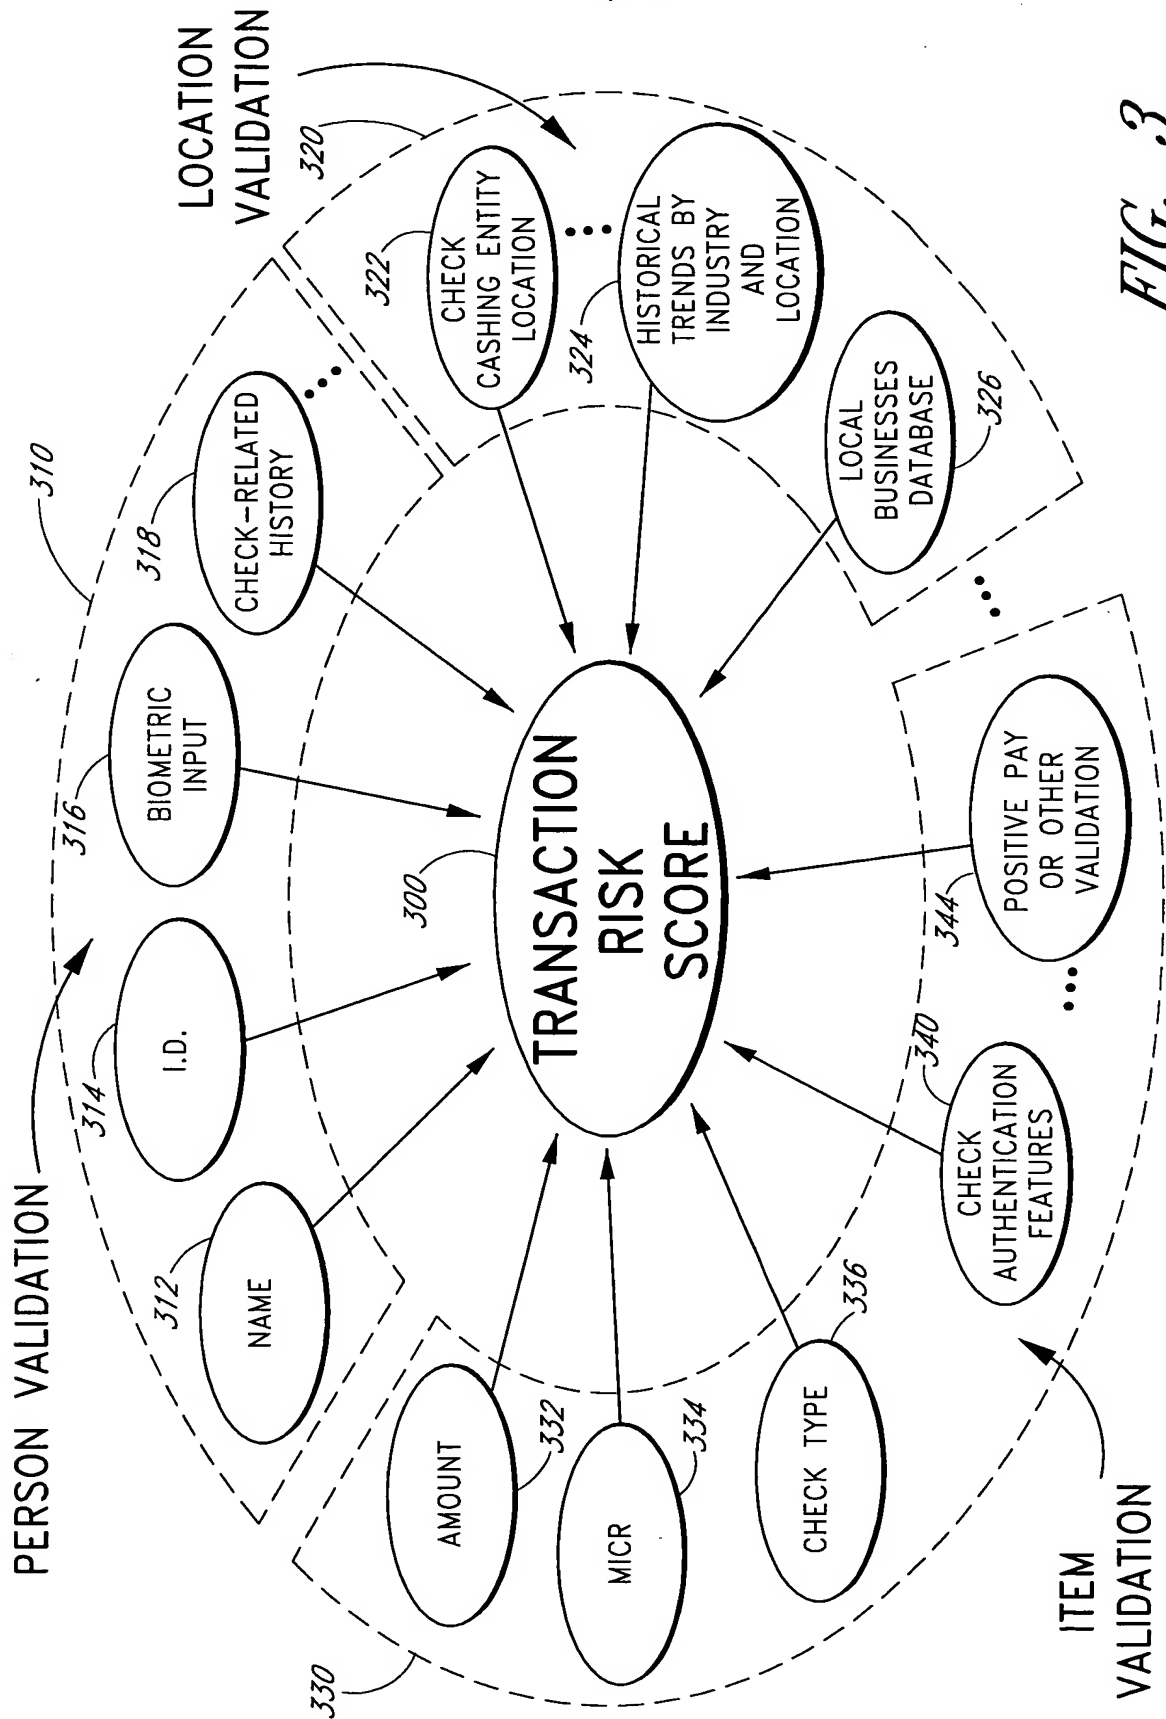 PERSON VALIDATION
310
LOCATION
VALIDATION
320
312
NAME
314
I.D.
316
BIOMETRIC
INPUT
318
CHECK-RELATED
HISTORY
322
CHECK
CASHING ENTITY
LOCATION
324
HISTORICAL
TRENDS BY
INDUSTRY
AND
LOCATION
LOCAL
BUSINESSES
DATABASE
326
300
TRANSACTION
RISK
SCORE
330
AMOUNT
332
MICR
334
CHECK TYPE
336
CHECK
AUTHENTICATION
FEATURES
340
POSITIVE PAY
OR OTHER
VALIDATION
344
ITEM
VALIDATION
FIG. 3